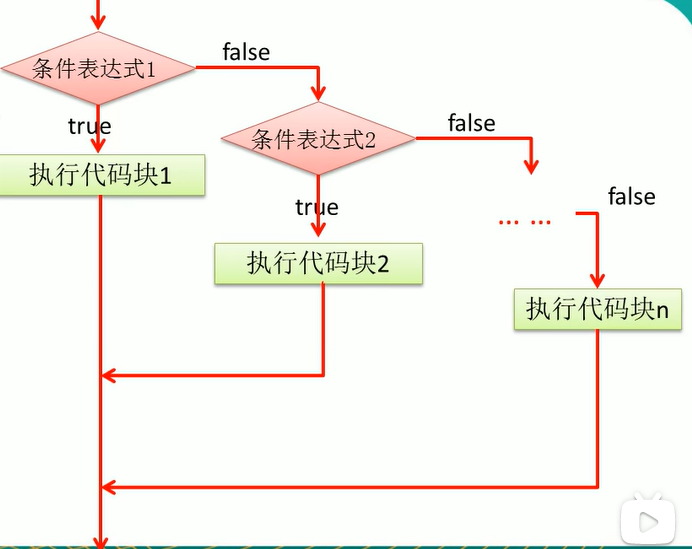 条件表达式1
false
true
条件表达式2
false
执行代码块1
true
false
... ...
执行代码块2
执行代码块n